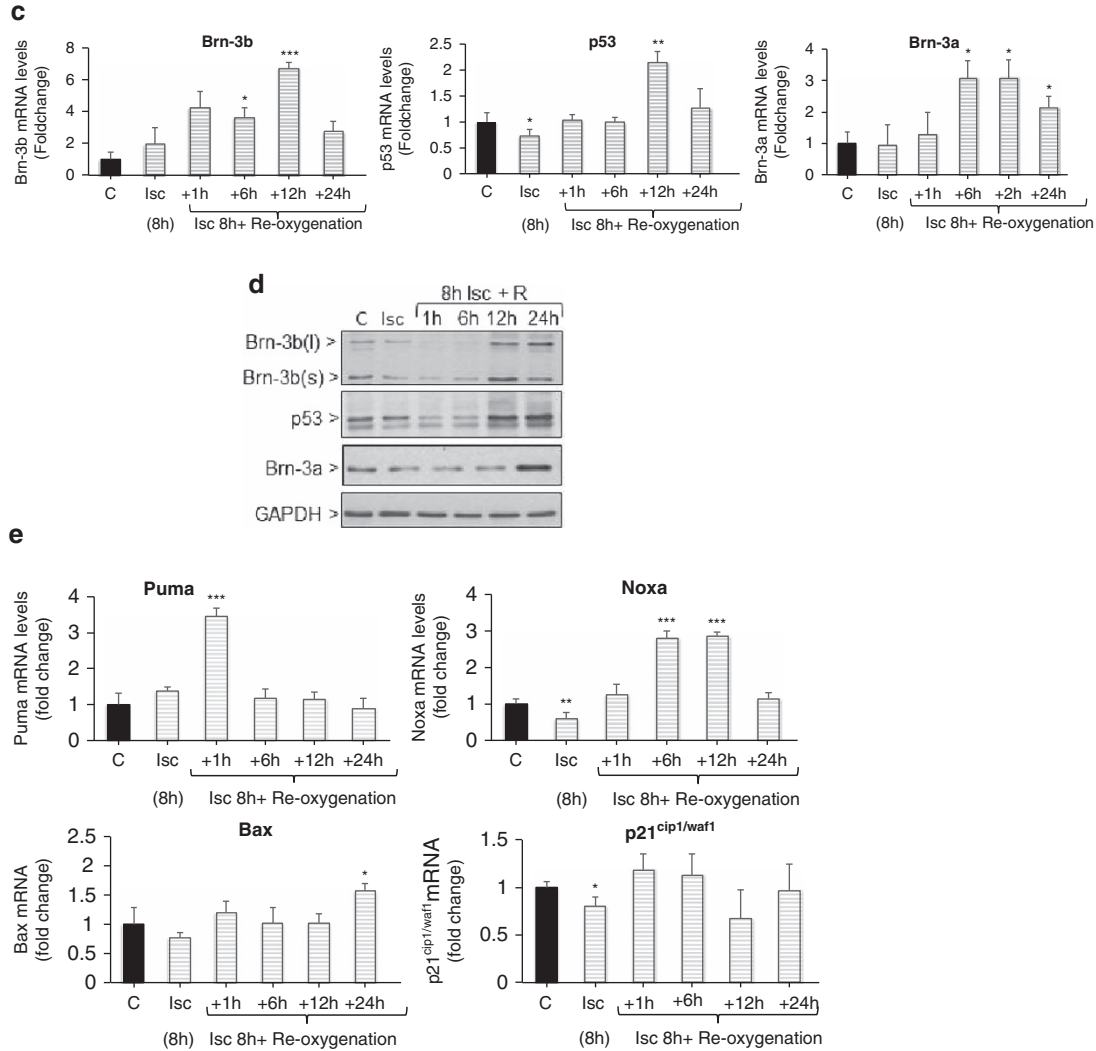 c
Brn-3b
Brn-3b mRNA levels
(Foldchange)
8
6
4
2
0
*
***
C Isc +1h +6h +12h +24h
(8h) Isc 8h+ Re-oxygenation
p53
p53 mRNA levels
(Foldchange)
2.5
2
1.5
1
0.5
0
*
**
C Isc +1h +6h +12h +24h
(8h) Isc 8h+ Re-oxygenation
Brn-3a
Brn-3a mRNA levels
(Foldchange)
4
3
2
1
0
* * *
C Isc +1h +6h +2h +24h
(8h) Isc 8h+ Re-oxygenation
d
8h Isc + R
C Isc 1h 6h 12h 24h
Brn-3b(l) >
Brn-3b(s) >
p53 >
Brn-3a >
GAPDH >
e
Puma
Puma mRNA levels
(fold change)
4
3
2
1
0
***
C Isc +1h +6h +12h +24h
(8h) Isc 8h+ Re-oxygenation
Noxa
Noxa mRNA levels
(fold change)
4
3
2
1
0
**
*** ***
C Isc +1h +6h +12h +24h
(8h) Isc 8h+ Re-oxygenation
Bax
Bax mRNA
(fold change)
2.5
2
1.5
1
0.5
0
*
C Isc +1h +6h +12h +24h
(8h) Isc 8h+ Re-oxygenation
p21cip1/waf1
p21cip1/waf1 mRNA
(fold change)
1.5
1
0.5
0
*
C Isc +1h +6h +12h +24h
(8h) Isc 8h+ Re-oxygenation